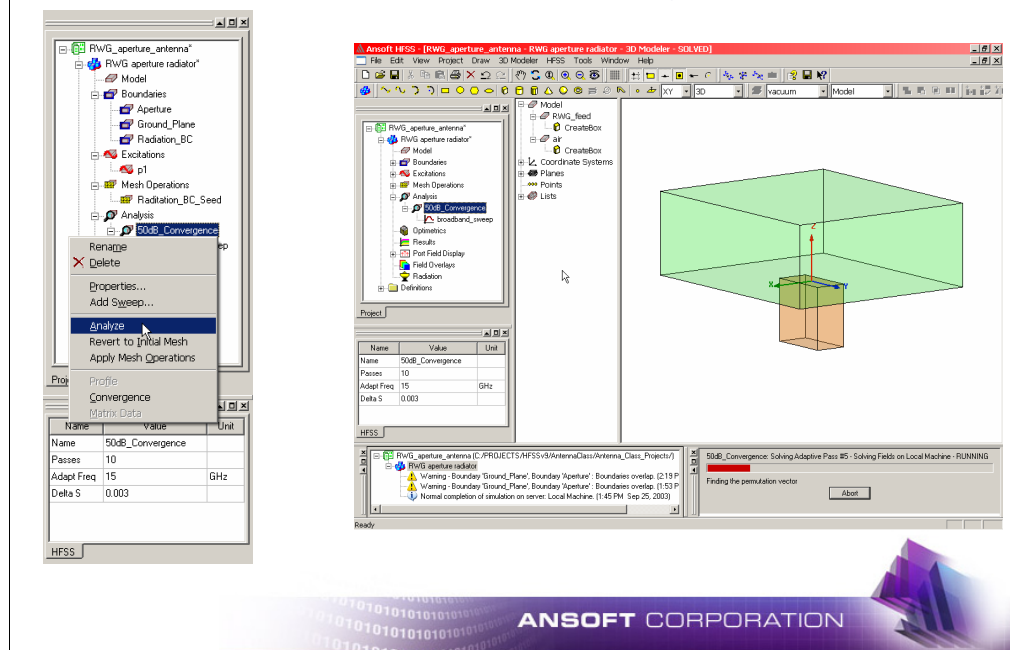 RWG_aperture_antenna*
RWG aperture radiator*
Model
Boundaries
Aperture
Ground_Plane
Radiation_BC
Excitations
p1
Mesh Operations
Raditation_BC_Seed
Analysis
50dB_Convergence
ep
Rename
Delete
Properties...
Add Sweep...
Analyze
Revert to Initial Mesh
Apply Mesh Operations
Profile
Convergence
Matrix Data
Proj
Name Value Unit
Name 50dB_Convergence
Passes 10
Adapt Freq 15 GHz
Delta S 0.003
HFSS
Ansoft HFSS - [RWG_aperture_antenna - RWG aperture radiator - 3D Modeler - SOLVED]
File Edit View Project Draw 3D Modeler HFSS Tools Window Help
XY 3D vacuum Model
RWG_aperture_antenna*
RWG aperture radiator*
Model
Boundaries
Excitations
Mesh Operations
Analysis
50dB_Convergence
broadband_sweep
Optimetrics
Results
Port Field Display
Field Overlays
Radiation
Definitions
Project
Name Value Unit
Name 50dB_Convergence
Passes 10
Adapt Freq 15 GHz
Delta S 0.003
HFSS
Model
RWG_feed
CreateBox
air
CreateBox
Coordinate Systems
Planes
Points
Lists
Z
X
Y
RWG_aperture_antenna (C:/PROJECTS/HFSSv9/AntennaClass/Antenna_Class_Projects/)
RWG aperture radiator
Warning - Boundary 'Ground_Plane', Boundary 'Aperture' : Boundaries overlap. (2:19 P
Warning - Boundary 'Ground_Plane', Boundary 'Aperture' : Boundaries overlap. (1:53 P
Normal completion of simulation on server: Local Machine. (1:45 PM Sep 25, 2003)
50dB_Convergence: Solving Adaptive Pass #5 - Solving Fields on Local Machine - RUNNING
Finding the permutation vector
Abort
Ready
ANSOFT CORPORATION